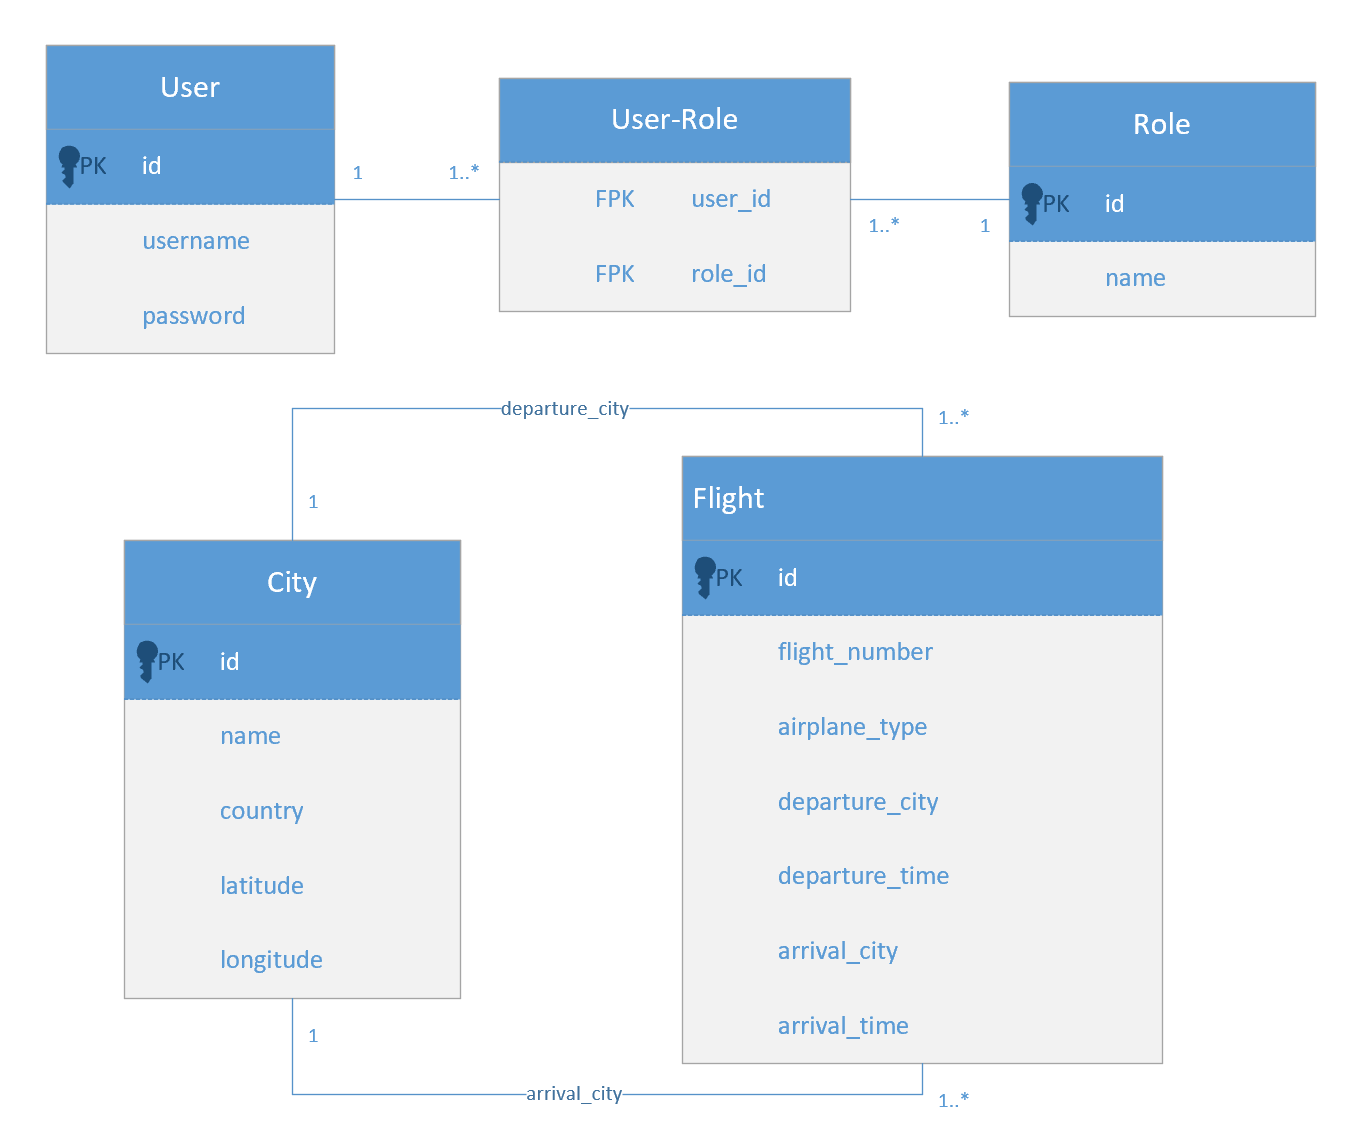 User
PK id
username
password
1
1..*
User-Role
FPK user_id
FPK role_id
1..*
1
Role
PK id
name
departure_city
1..*
1
City
PK id
name
country
latitude
longitude
Flight
PK id
flight_number
airplane_type
departure_city
departure_time
arrival_city
arrival_time
1
arrival_city
1..*